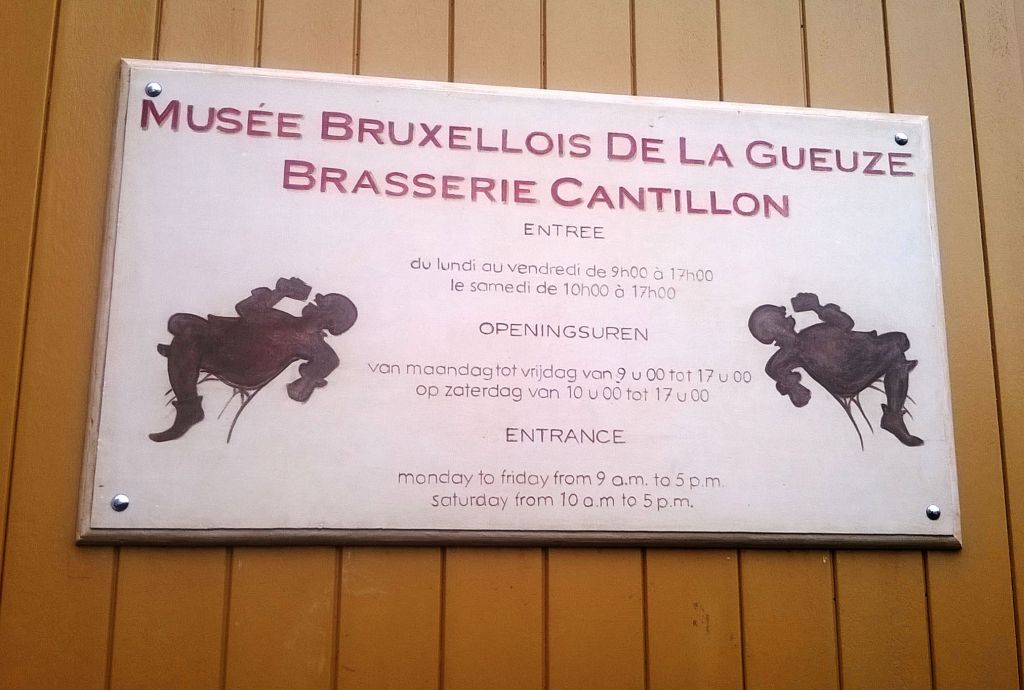 MUSÉE BRUXELLOIS DE LA GUEUZE
BRASSERIE CANTILLON
ENTREE
du lundi au vendredi de 9h00 à 17h00
le samedi de 10h00 à 17h00
OPENINGSUREN
van maandag tot vrijdag van 9 u 00 tot 17 u 00
op zaterdag van 10 u 00 tot 17 u 00
ENTRANCE
monday to friday from 9 a.m. to 5 p.m.
saturday from 10 a.m to 5 p.m.